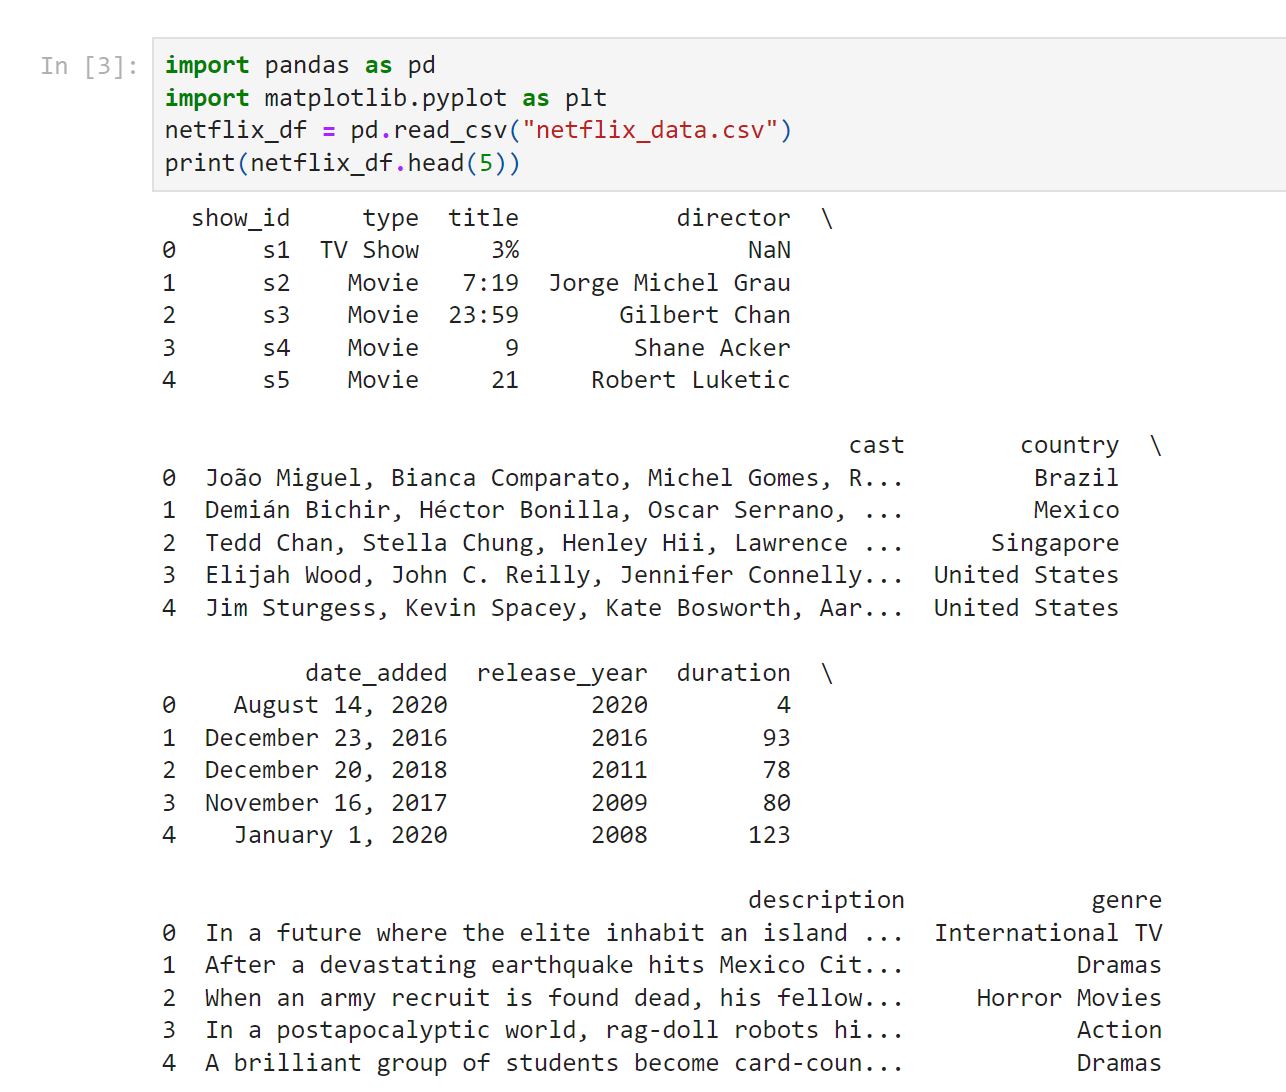 In [3]: import pandas as pd
import matplotlib.pyplot as plt
netflix_df = pd.read_csv("netflix_data.csv")
print(netflix_df.head(5))
  show_id     type  title         director  \
0      s1  TV Show     3%              NaN
1      s2    Movie   7:19  Jorge Michel Grau
2      s3    Movie  23:59     Gilbert Chan
3      s4    Movie      9      Shane Acker
4      s5    Movie     21   Robert Luketic
cast        country  \
0  João Miguel, Bianca Comparato, Michel Gomes, R...         Brazil
1  Demián Bichir, Héctor Bonilla, Oscar Serrano, ...         Mexico
2  Tedd Chan, Stella Chung, Henley Hii, Lawrence ...      Singapore
3  Elijah Wood, John C. Reilly, Jennifer Connelly...  United States
4  Jim Sturgess, Kevin Spacey, Kate Bosworth, Aar...  United States
date_added  release_year  duration  \
0    August 14, 2020          2020         4
1  December 23, 2016          2016        93
2  December 20, 2018          2011        78
3  November 16, 2017          2009        80
4    January 1, 2020          2008       123
description             genre
0  In a future where the elite inhabit an island ...  International TV
1  After a devastating earthquake hits Mexico Cit...            Dramas
2  When an army recruit is found dead, his fellow...     Horror Movies
3  In a postapocalyptic world, rag-doll robots hi...            Action
4  A brilliant group of students become card-coun...            Dramas